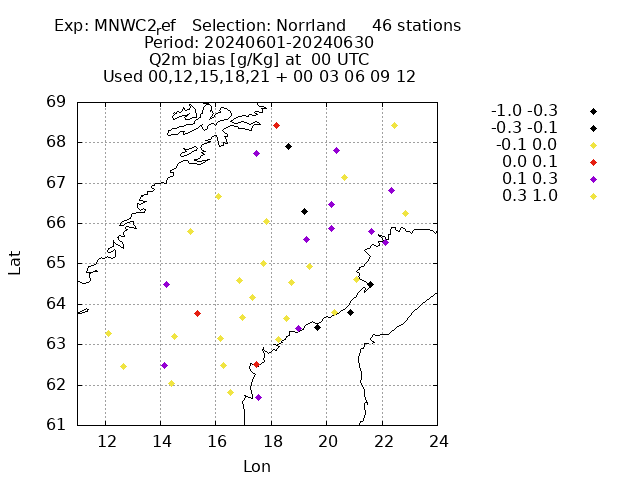 Exp: MNWC2ref Selection: Norrland 46 stations
Period: 20240601-20240630
Q2m bias [g/Kg] at 00 UTC
Used 00,12,15,18,21 + 00 03 06 09 12
-1.0 -0.3
-0.3 -0.1
-0.1 0.0
0.0 0.1
0.1 0.3
0.3 1.0
69
68
67
66
65
64
63
62
61
Lat
12 14 16 18 20 22 24
Lon